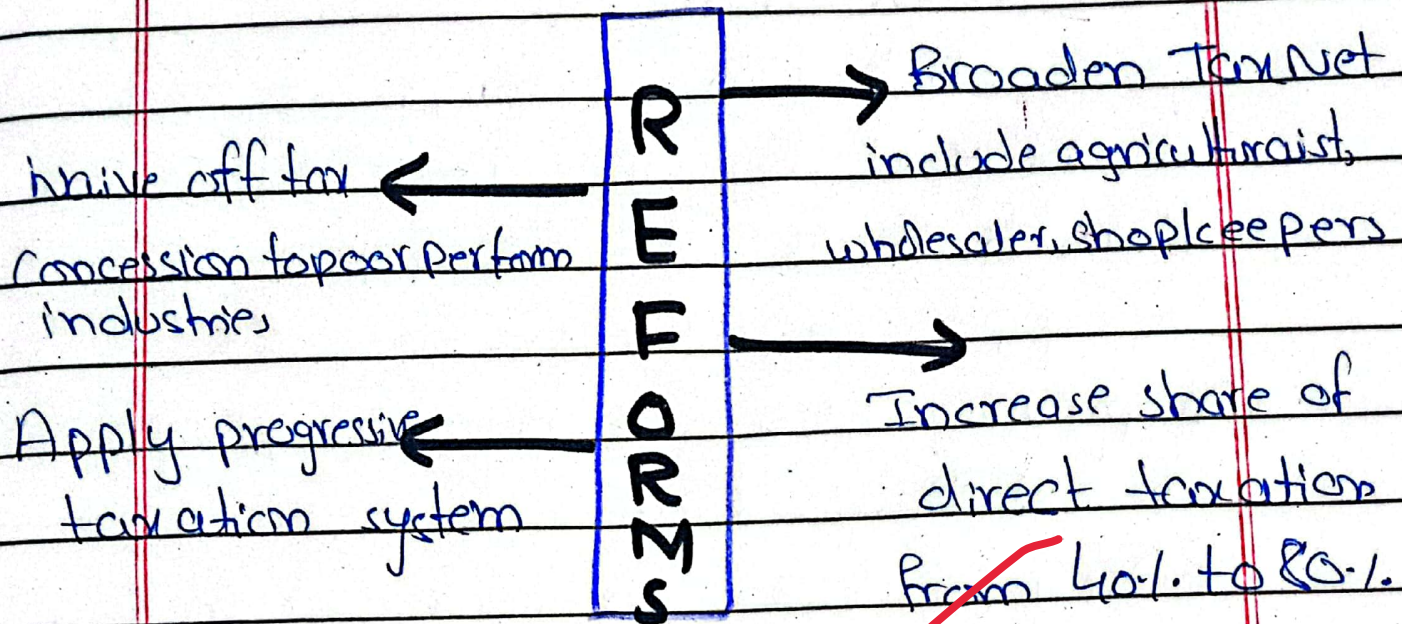 REFORMS
Broaden Tax Net
include agriculturaist,
wholesaler, shopkeepers
waive off tax
concession to poor perform
industries
Increase share of
direct taxation
from 40% to 80%.
Apply progressive
taxation system